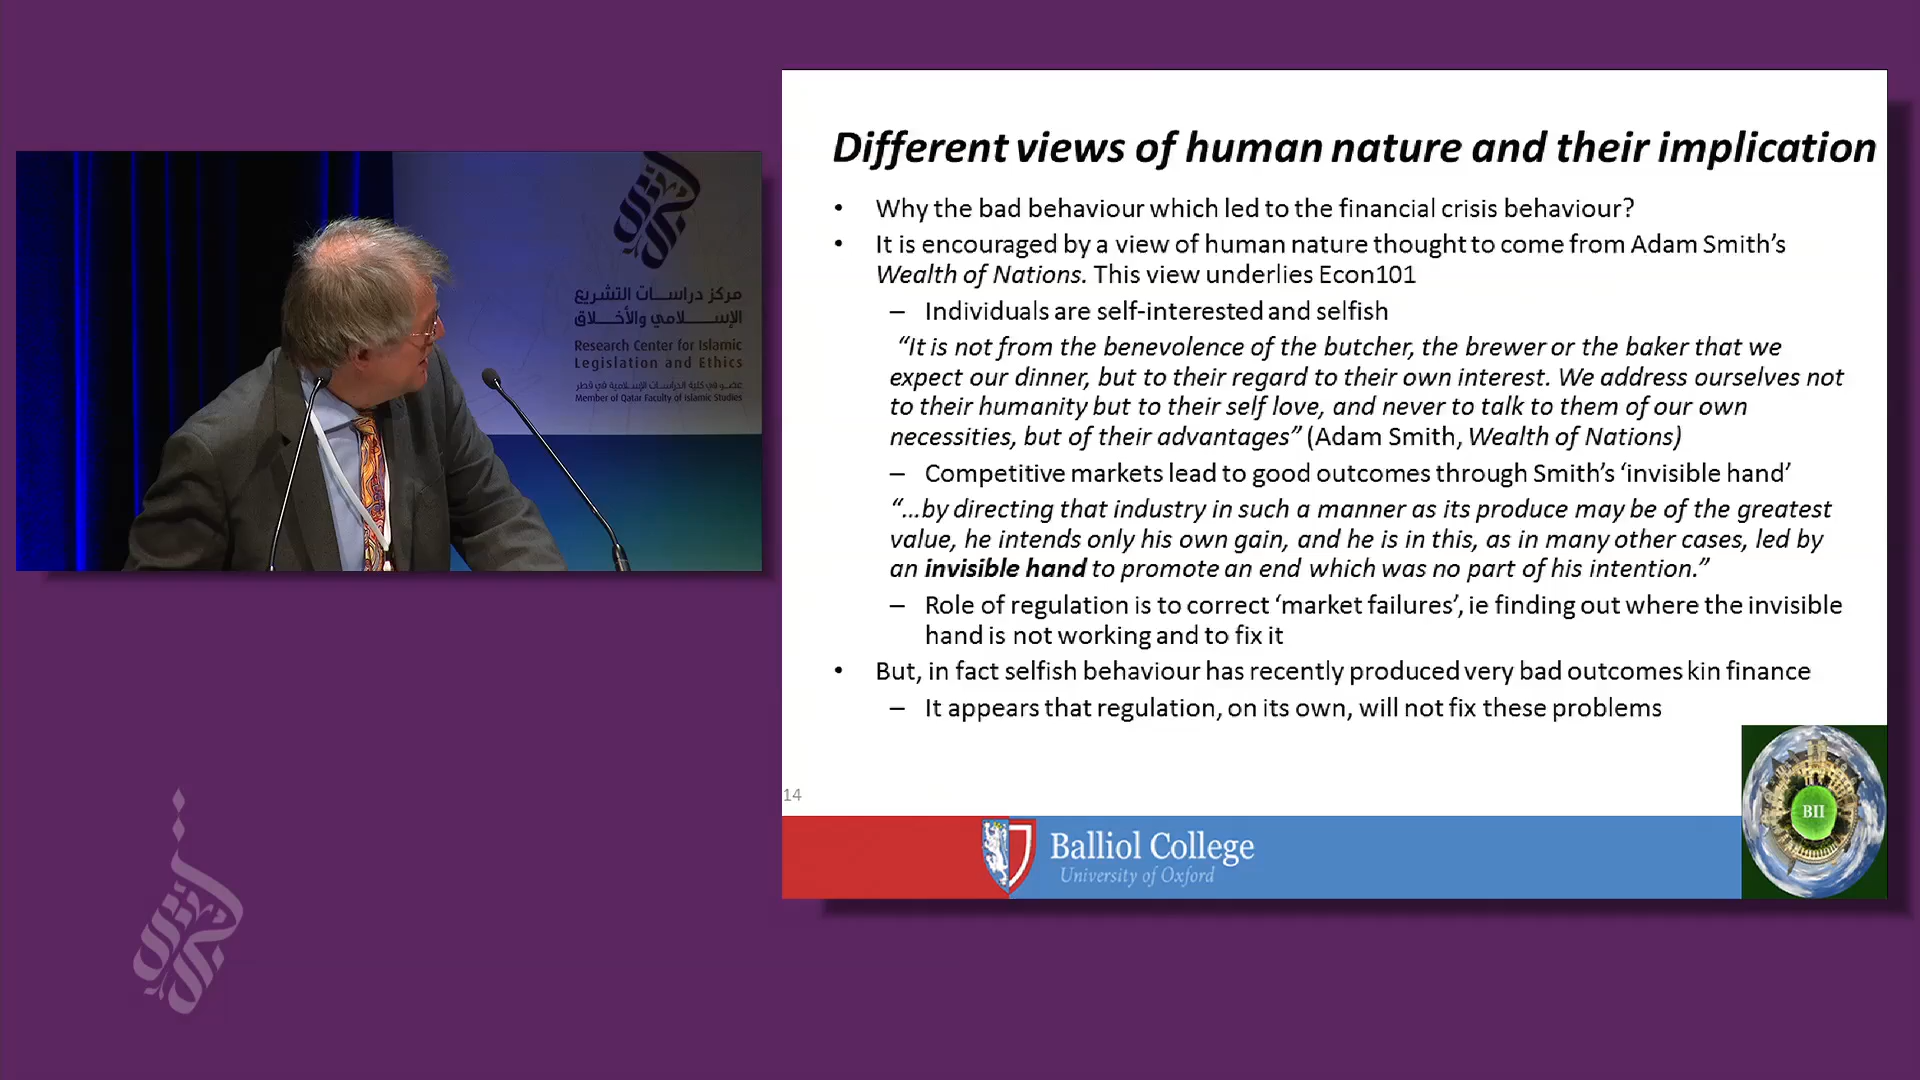 مركز دراسات التشريع
الإسلامي والأخلاق
Research Center for Islamic
Legislation and Ethics
عضو في كلية الدراسات الإسلامية في قطر
Member of Qatar Faculty of Islamic Studies
Different views of human nature and their implication
• Why the bad behaviour which led to the financial crisis behaviour?
• It is encouraged by a view of human nature thought to come from Adam Smith’s
Wealth of Nations. This view underlies Econ101
– Individuals are self-interested and selfish
“It is not from the benevolence of the butcher, the brewer or the baker that we
expect our dinner, but to their regard to their own interest. We address ourselves not
to their humanity but to their self love, and never to talk to them of our own
necessities, but of their advantages” (Adam Smith, Wealth of Nations)
– Competitive markets lead to good outcomes through Smith’s ‘invisible hand’
“…by directing that industry in such a manner as its produce may be of the greatest
value, he intends only his own gain, and he is in this, as in many other cases, led by
an invisible hand to promote an end which was no part of his intention.”
– Role of regulation is to correct ‘market failures’, ie finding out where the invisible
hand is not working and to fix it
• But, in fact selfish behaviour has recently produced very bad outcomes kin finance
– It appears that regulation, on its own, will not fix these problems
14
Balliol College
University of Oxford
BII